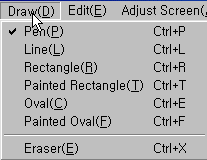 Draw(D) Edit(E) Adjust Screen(
Pen(P) Ctrl+P
Line(L) Ctrl+L
Rectangle(R) Ctrl+R
Painted Rectangle(T) Ctrl+T
Oval(C) Ctrl+E
Painted Oval(F) Ctrl+F
Eraser(E) Ctrl+X